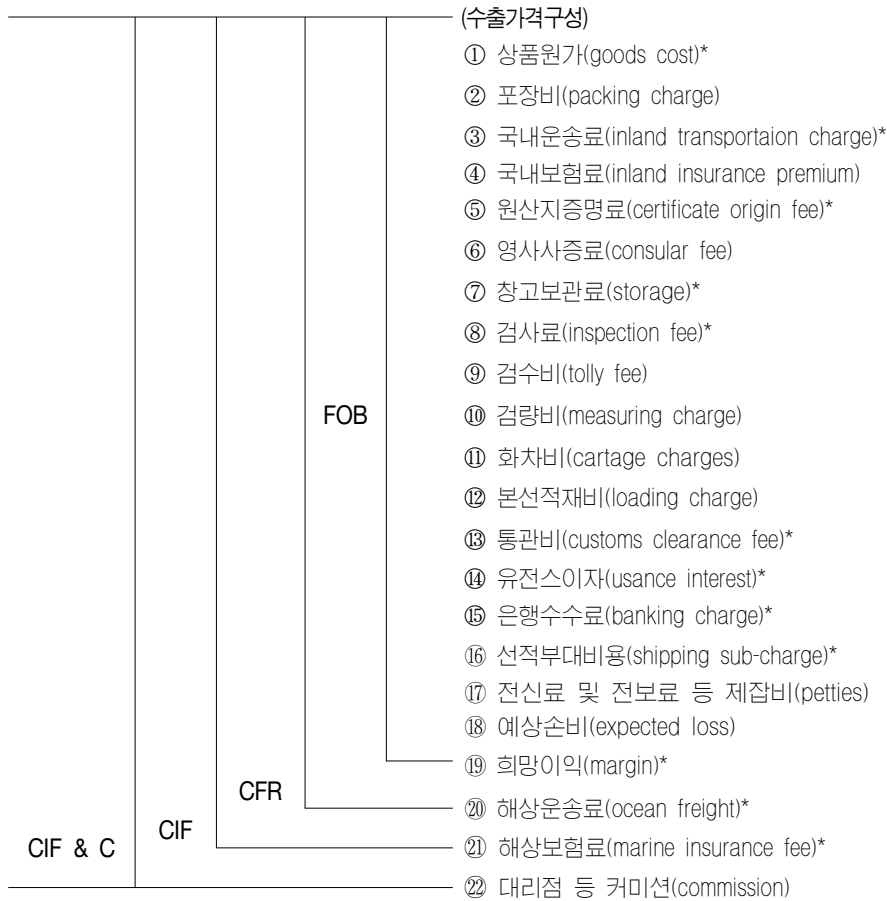 (수출가격구성)
① 상품원가(goods cost)*
② 포장비(packing charge)
③ 국내운송료(inland transportaion charge)*
④ 국내보험료(inland insurance premium)
⑤ 원산지증명료(certificate origin fee)*
⑥ 영사사증료(consular fee)
⑦ 창고보관료(storage)*
⑧ 검사료(inspection fee)*
⑨ 검수비(tolly fee)
FOB ⑩ 검량비(measuring charge)
⑪ 화차비(cartage charges)
⑫ 본선적재비(loading charge)
⑬ 통관비(customs clearance fee)*
⑭ 유전스이자(usance interest)*
⑮ 은행수수료(banking charge)*
⑯ 선적부대비용(shipping sub-charge)*
⑰ 전신료 및 전보료 등 제잡비(petties)
⑱ 예상손비(expected loss)
⑲ 희망이익(margin)*
CFR ⑳ 해상운송료(ocean freight)*
CIF & C CIF ㉑ 해상보험료(marine insurance fee)*
㉒ 대리점 등 커미션(commission)